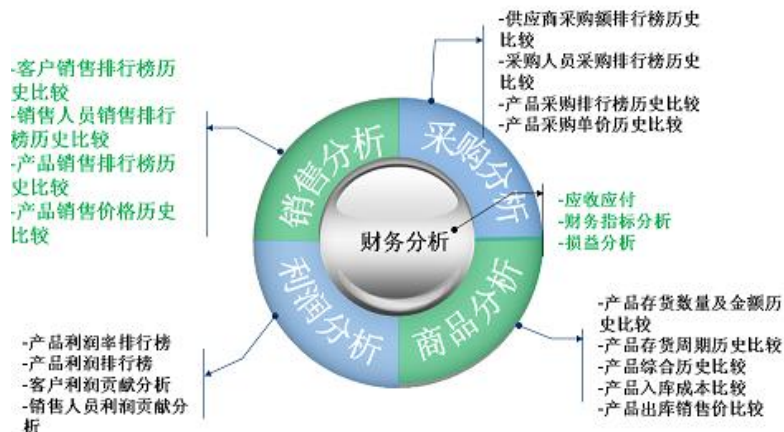 -供应商采购额排行榜历史
比较
-采购人员采购排行榜历史
比较
-产品采购排行榜历史比较
-产品采购单价历史比较
-客户销售排行榜历
史比较
-销售人员销售排行
榜历史比较
-产品销售排行榜历
史比较
-产品销售价格历史
比较
销售分析
采购分析
财务分析
-应收应付
-财务指标分析
-损益分析
利润分析
商品分析
-产品利润率排行榜
-产品利润排行榜
-客户利润贡献分析
-销售人员利润贡献分
析
-产品存货数量及金额历
史比较
-产品存货周期历史比较
-产品综合历史比较
-产品入库成本比较
-产品出库销售价比较